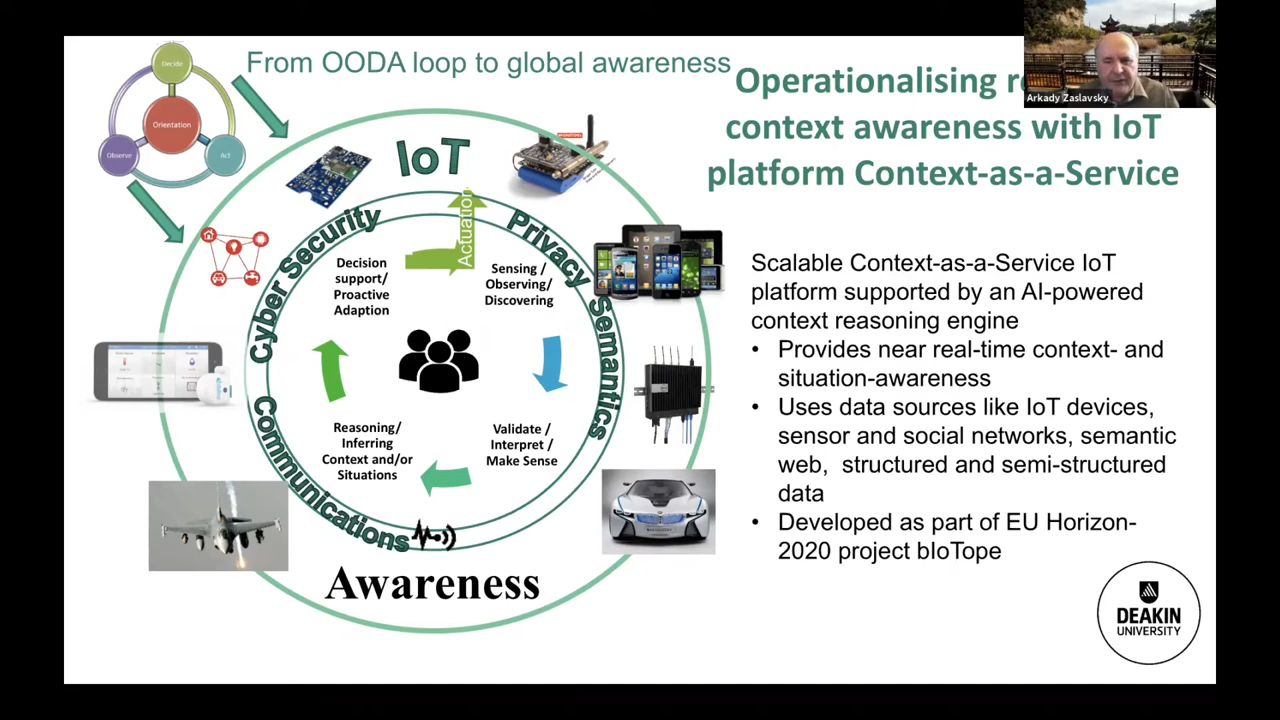 From OODA loop to global awareness
Decide
Orientation
Observe
Act
Operationalising
context awareness with IoT
platform Context-as-a-Service
Arkady Zaslavsky
IoT
Actuation
Cyber Security
Privacy
Semantics
Communications
Decision
support/
Proactive
Adaption
Sensing /
Observing/
Discovering
Reasoning/
Inferring
Context and/or
Situations
Validate /
Interpret /
Make Sense
Awareness
Scalable Context-as-a-Service IoT
platform supported by an AI-powered
context reasoning engine
• Provides near real-time context- and
situation-awareness
• Uses data sources like IoT devices,
sensor and social networks, semantic
web, structured and semi-structured
data
• Developed as part of EU Horizon-
2020 project bIoTope
DEAKIN
UNIVERSITY